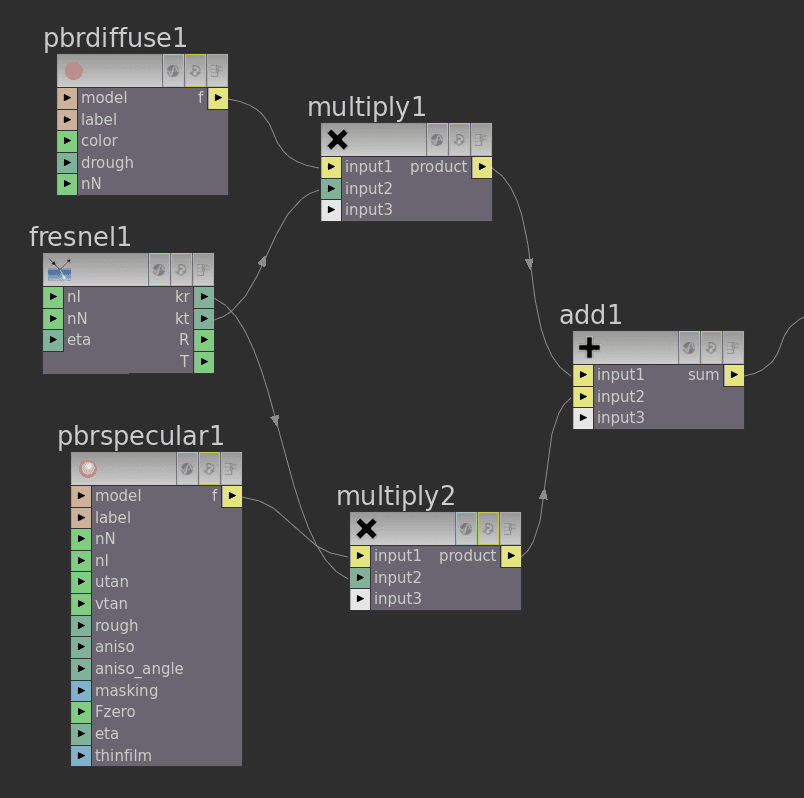 pbrdiffuse1
model f
label
color
drough
nN
multiply1
input1 product
input2
input3
fresnel1
nI kr
nN kt
eta R
T
add1
input1 sum
input2
input3
pbrspecular1
model f
label
nN
nI
utan
vtan
rough
aniso
aniso_angle
masking
Fzero
eta
thinfilm
multiply2
input1 product
input2
input3